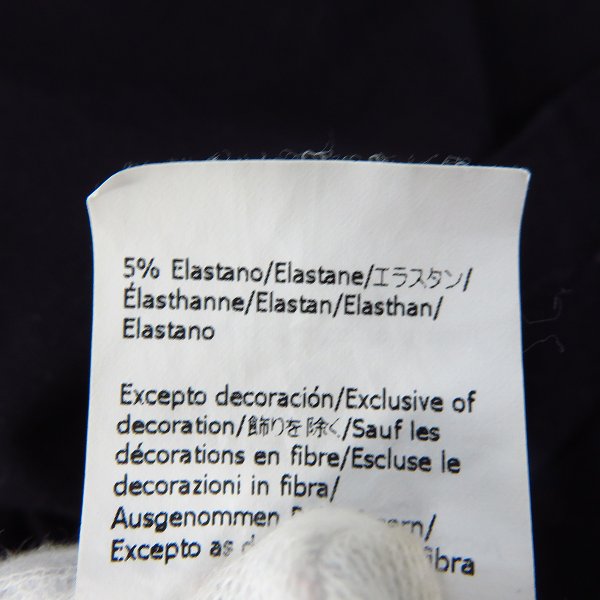 5% Elastano/Elastane/エラスタン/
Élasthanne/Elastan/Elasthan/
Elastano
Excepto decoración/Exclusive of
decoration/飾りを除く/Sauf les
décorations en fibre/Escluse le
decorazioni in fibra/
Ausgenommen
Excepto as fibra